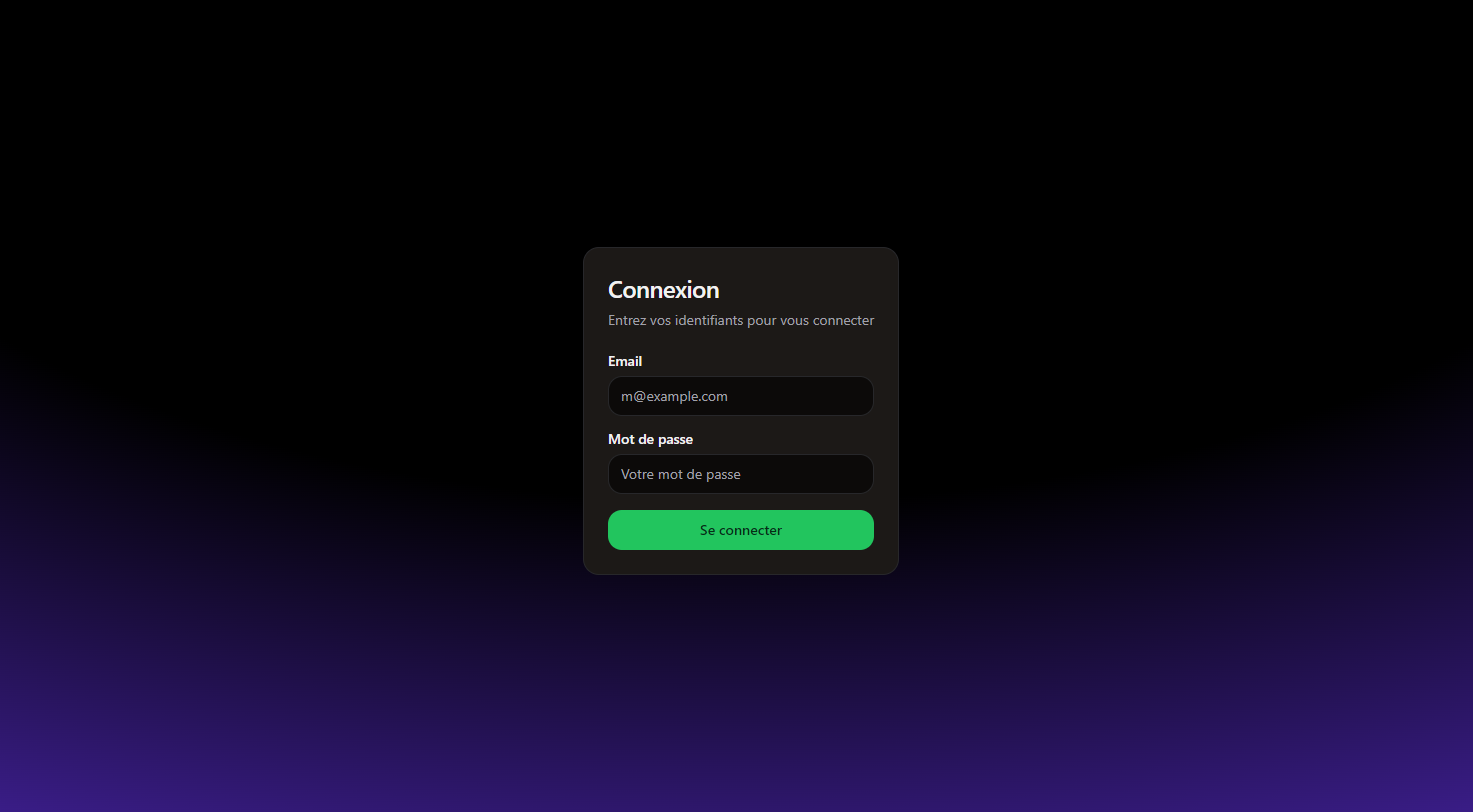 Connexion
Entrez vos identifiants pour vous connecter
Email
m@example.com
Mot de passe
Votre mot de passe
Se connecter